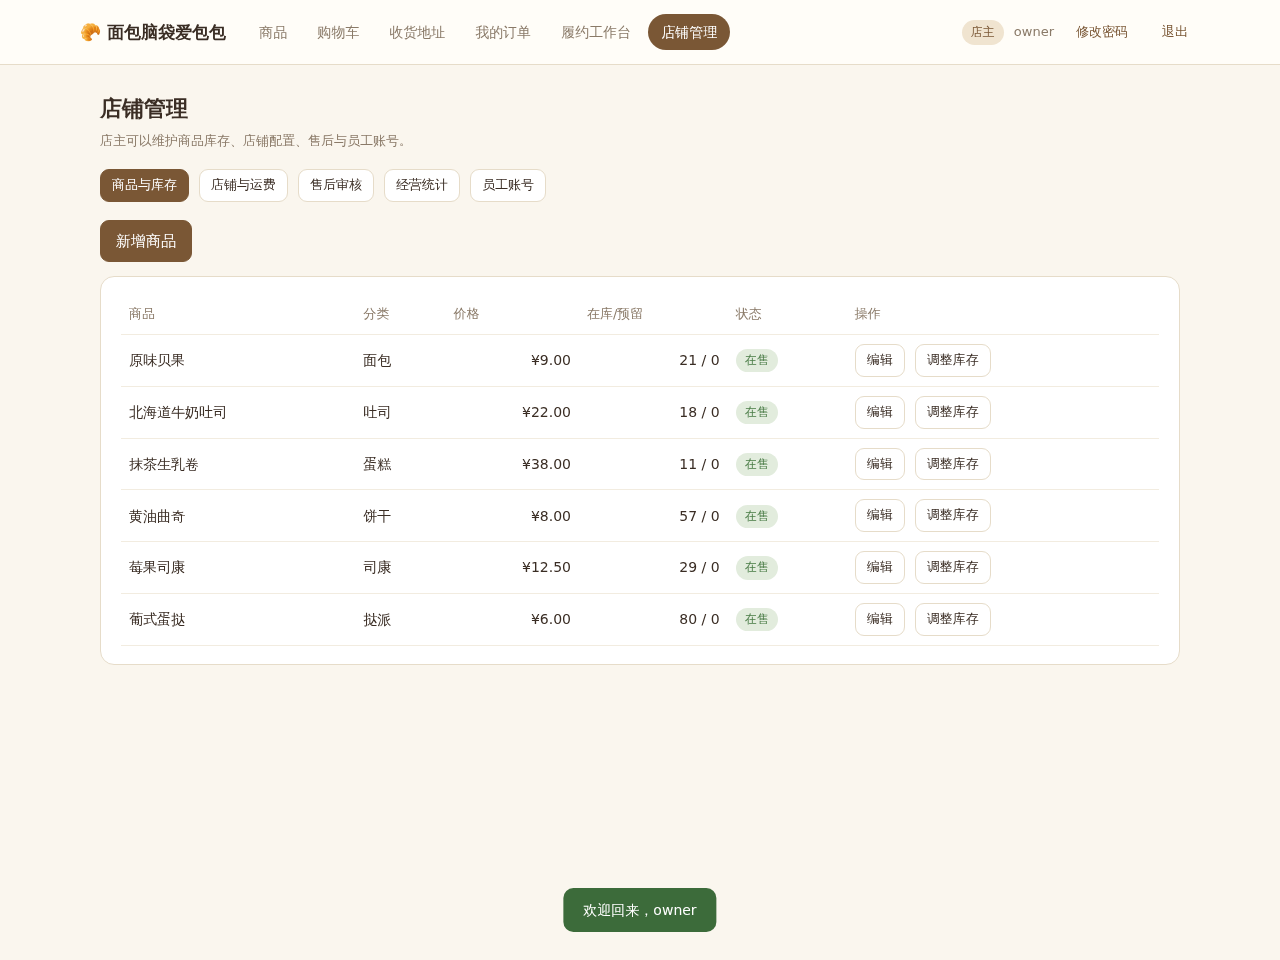 🥐 面包脑袋爱包包 商品 购物车 收货地址 我的订单 履约工作台 店铺管理 店主 owner 修改密码 退出
店铺管理
店主可以维护商品库存、店铺配置、售后与员工账号。
商品与库存 店铺与运费 售后审核 经营统计 员工账号
新增商品
商品 分类 价格 在库/预留 状态 操作
原味贝果 面包 ¥9.00 21 / 0 在售 编辑 调整库存
北海道牛奶吐司 吐司 ¥22.00 18 / 0 在售 编辑 调整库存
抹茶生乳卷 蛋糕 ¥38.00 11 / 0 在售 编辑 调整库存
黄油曲奇 饼干 ¥8.00 57 / 0 在售 编辑 调整库存
莓果司康 司康 ¥12.50 29 / 0 在售 编辑 调整库存
葡式蛋挞 挞派 ¥6.00 80 / 0 在售 编辑 调整库存
欢迎回来，owner